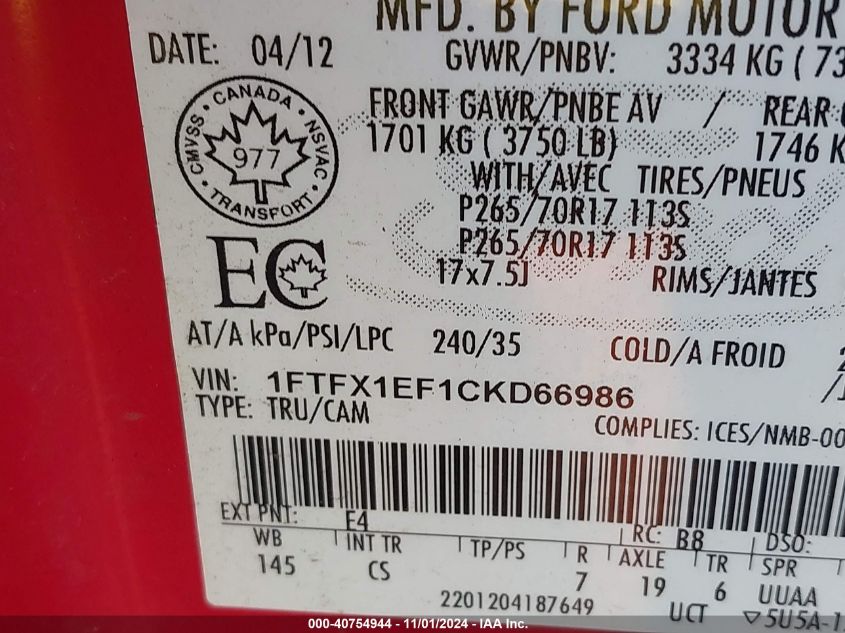 MFD. BY FORD MOTOR
DATE: 04/12 GVWR/PNBV: 3334 KG ( 73
CMVSS · CANADA · NSVAC · TRANSPORT ·
977
FRONT GAWR/PNBE AV / REAR
1701 KG ( 3750 LB) 1746 K
WITH/AVEC TIRES/PNEUS
P265/70R17 113S
P265/70R17 113S
EC
17x7.5J RIMS/JANTES
AT/A kPa/PSI/LPC 240/35 COLD/A FROID
VIN: 1FTFX1EF1CKD66986
TYPE: TRU/CAM
COMPLIES: ICES/NMB-00
EXT PNT: E4 RC: B8 DSO:
WB INT TR TP/PS R AXLE TR SPR
145 CS 7 19 6 UUAA
2201204187649 UCT ▽5U5A-1
000-40754944 - 11/01/2024 - IAA Inc.